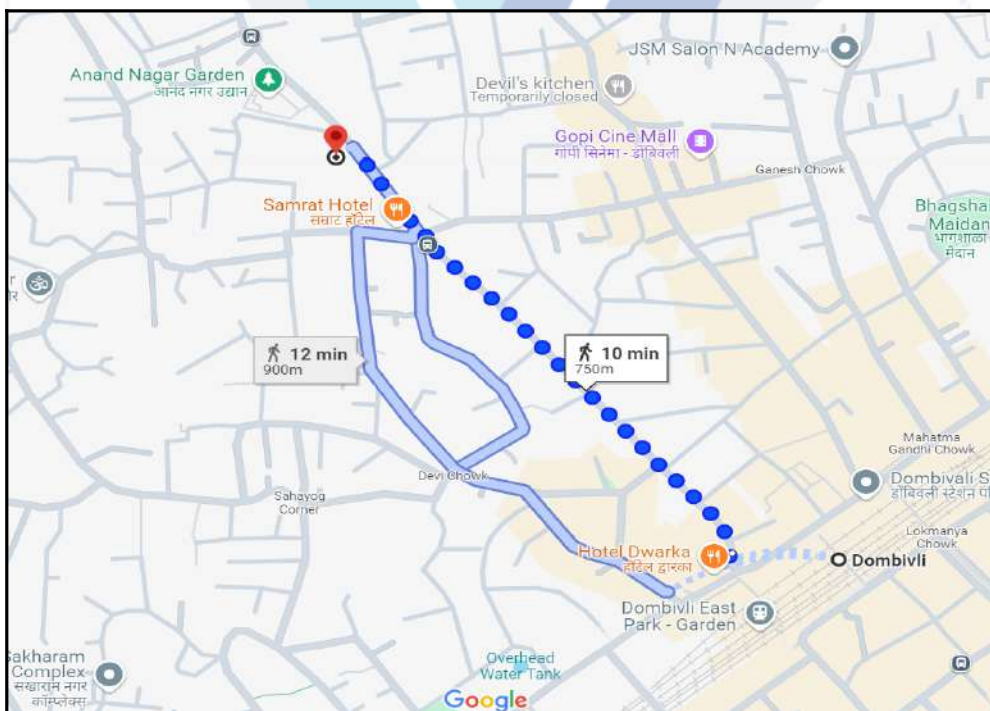 JSM Salon N Academy
Anand Nagar Garden
आनंद नगर उद्यान
Devil's kitchen
Temporarily closed
Gopi Cine Mall
गोपी सिनेमा - डोंबिवली
Ganesh Chowk
Samrat Hotel
सम्राट हॉटेल
Maidan
भागशाळा
मैदान
12 min
900m
10 min
750m
Mahatma
Gandhi Chowk
Devi Chowk
Sahayog
Corner
Dombivali S
Lokmanya
Chowk
Hotel Dwarka
हॉटेल द्वारका
Dombivli
Dombivli East
Park - Garden
Overhead
Water Tank
Complex
सखाराम नगर
कॉम्प्लेक्स
Google